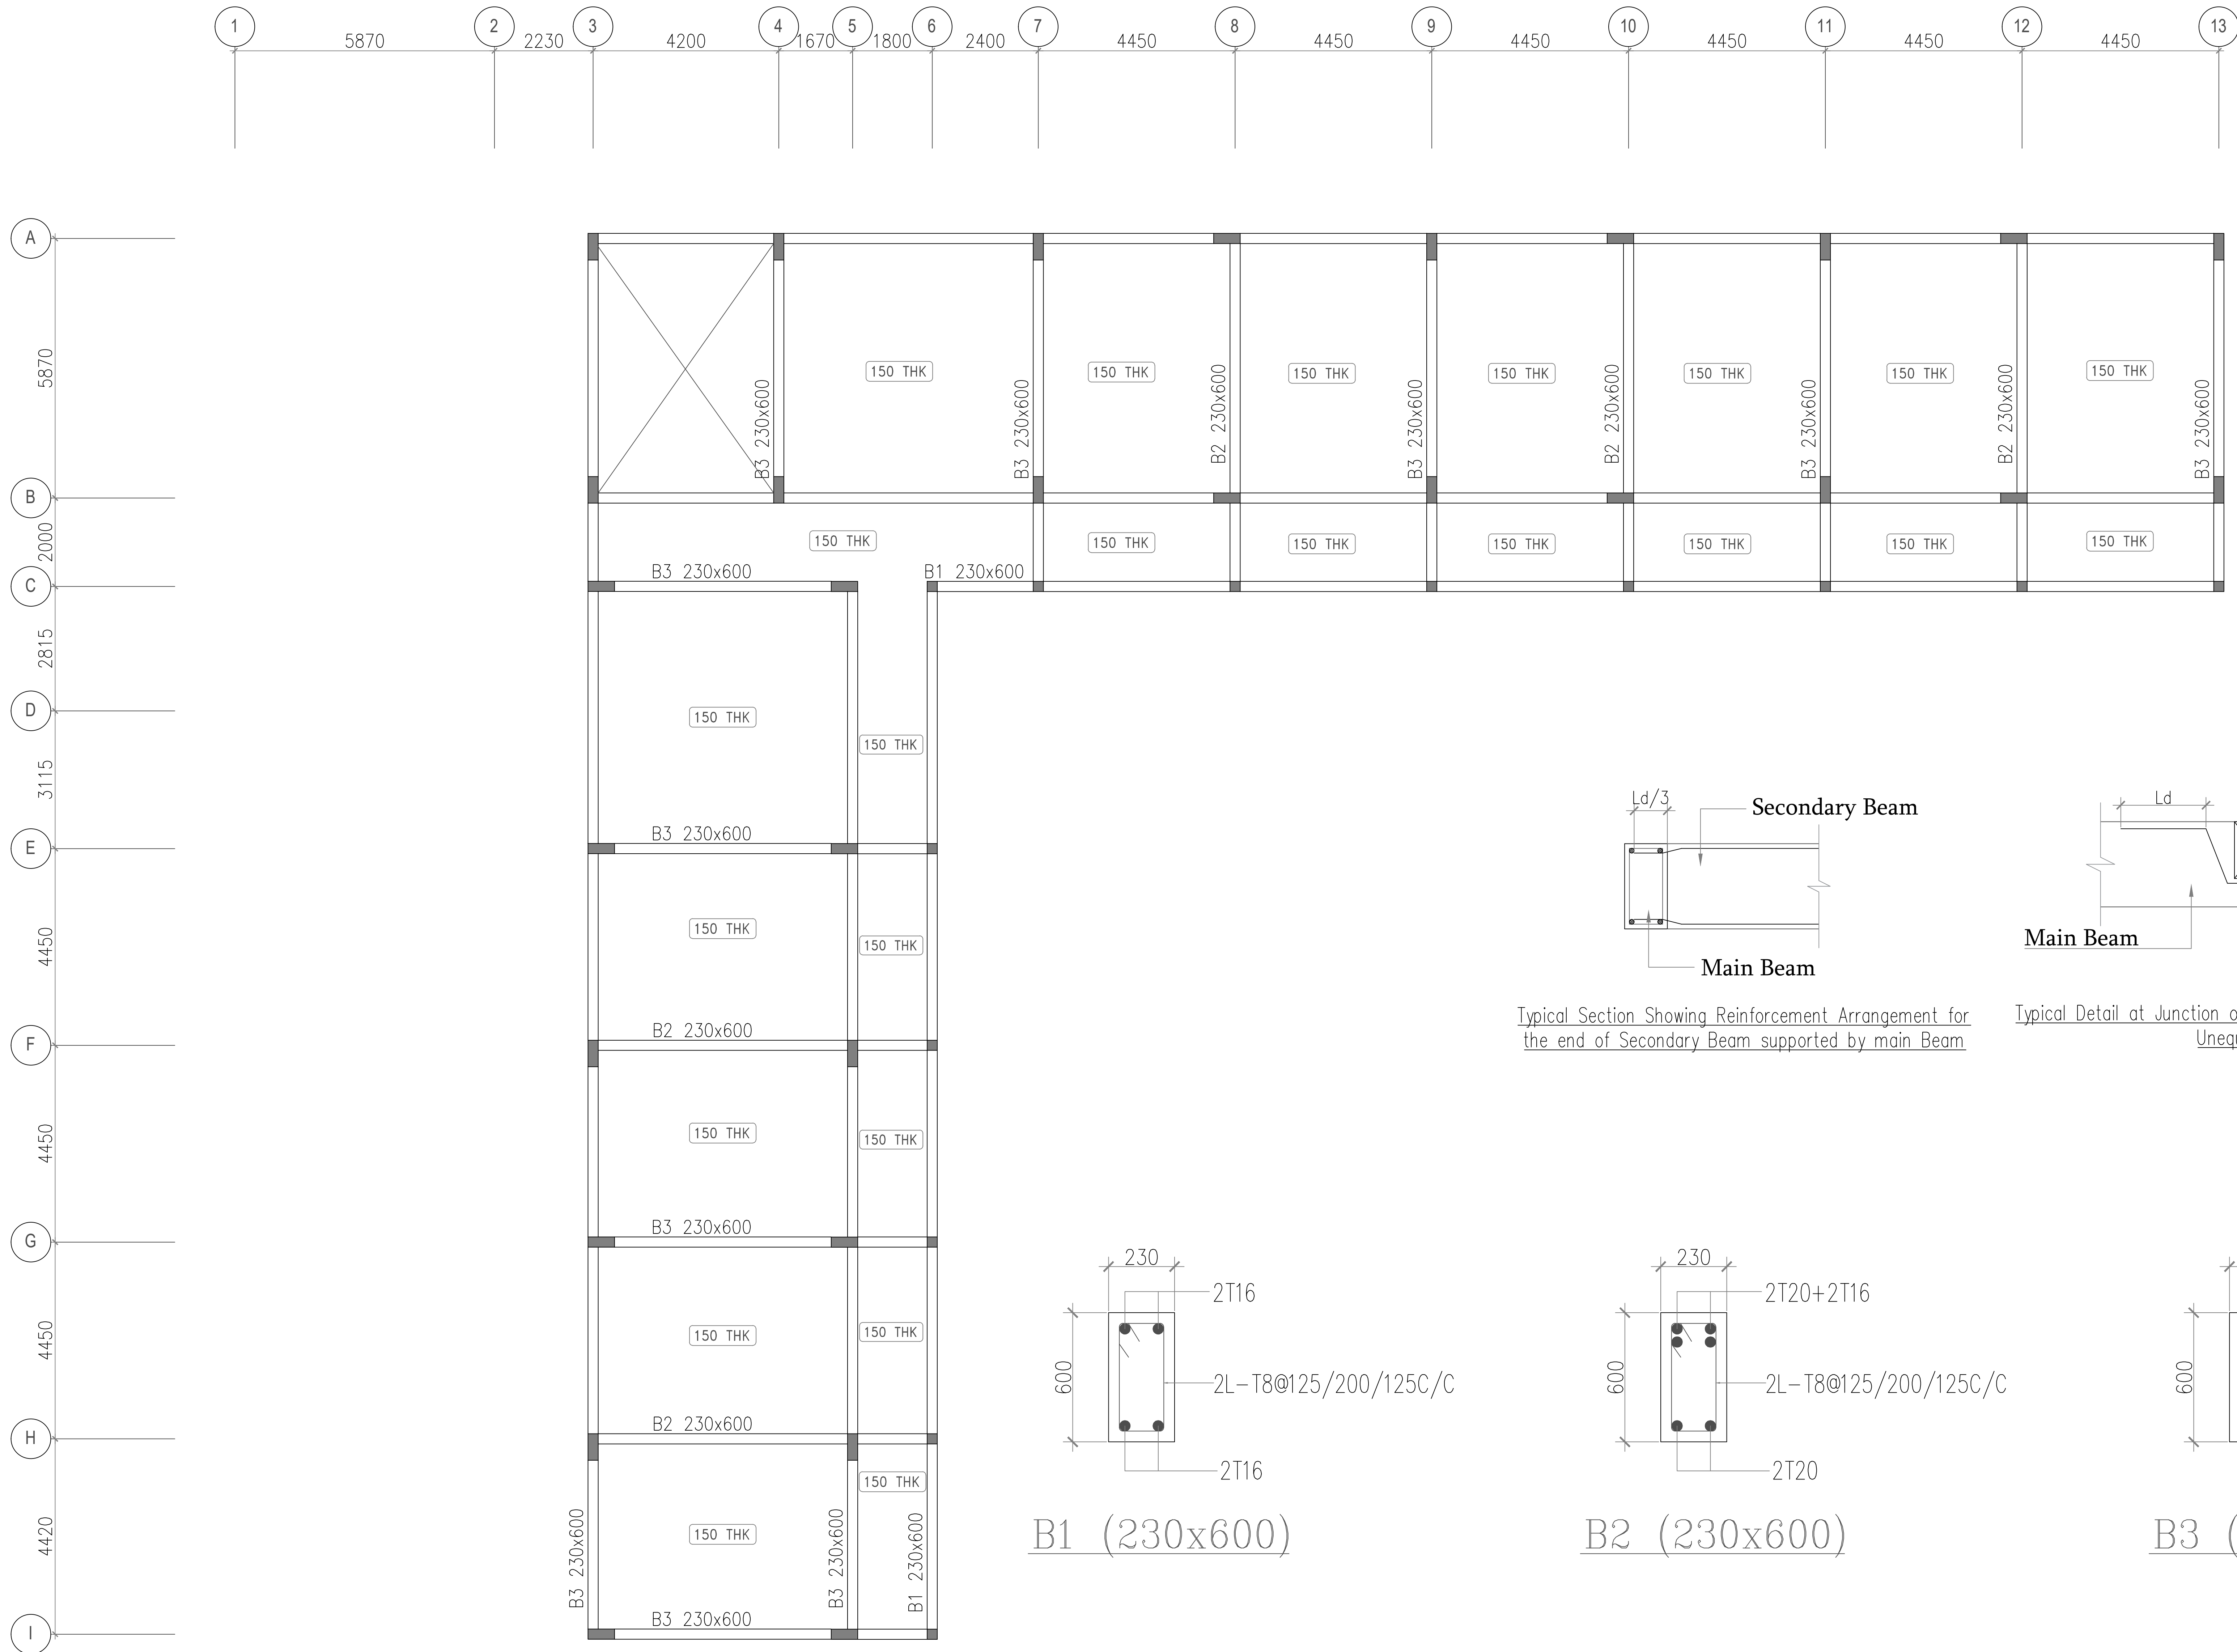 1 2 3 4 5 6 7 8 9 10 11 12 13
5870 2230 4200 1670 1800 2400 4450 4450 4450 4450 4450 4450
A
5870
150 THK 150 THK 150 THK 150 THK 150 THK 150 THK 150 THK
B3 230x600 B3 230x600 B2 230x600 B3 230x600 B2 230x600 B3 230x600 B2 230x600 B3 230x600
B
2000
150 THK 150 THK 150 THK 150 THK 150 THK 150 THK 150 THK
B3 230x600 B1 230x600
C
2815
D
150 THK
150 THK
3115
B3 230x600
E
150 THK 150 THK
4450
B2 230x600
F
150 THK 150 THK
4450
B3 230x600
G
150 THK 150 THK
4450
B2 230x600
H
150 THK
150 THK
4420
B3 230x600 B3 230x600 B1 230x600
B3 230x600
I
Ld/3
Secondary Beam
Main Beam
Typical Section Showing Reinforcement Arrangement for
the end of Secondary Beam supported by main Beam
Ld
Main Beam
Typical Detail at Junction o
Unequ
230
2T16
600
2L-T8@125/200/125C/C
2T16
B1 (230x600)
230
2T20+2T16
600
2L-T8@125/200/125C/C
2T20
B2 (230x600)
600
B3 (